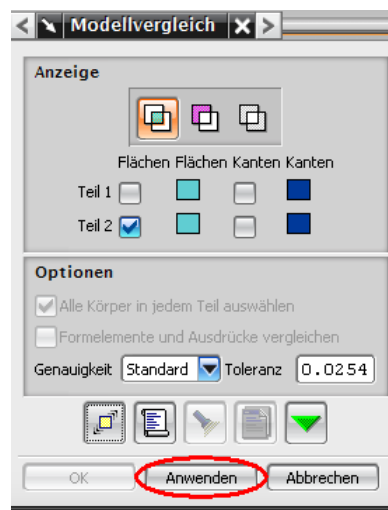 Modellvergleich
Anzeige
Flächen Flächen Kanten Kanten
Teil 1
Teil 2
Optionen
Alle Körper in jedem Teil auswählen
Formelemente und Ausdrücke vergleichen
Genauigkeit Standard Toleranz 0.0254
OK Anwenden Abbrechen